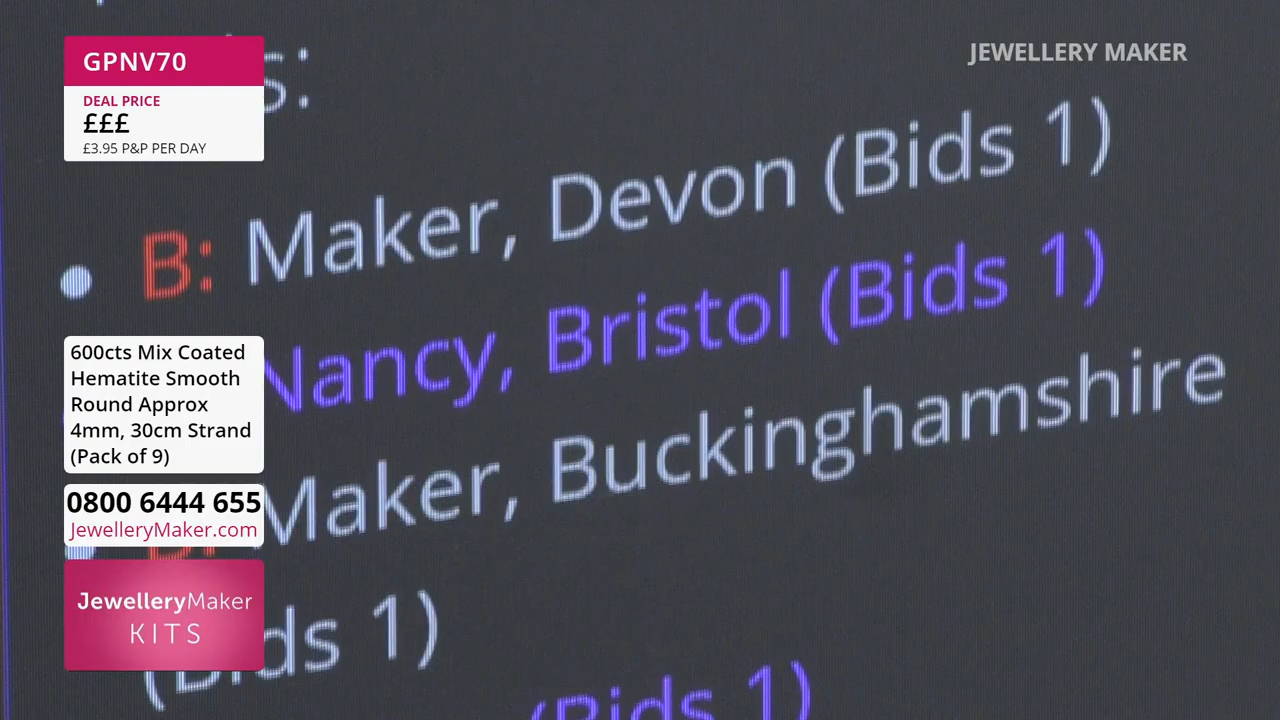 GPNV70
DEAL PRICE
£££
£3.95 P&P PER DAY
JEWELLERY MAKER
s:
B: Maker, Devon (Bids 1)
Nancy, Bristol (Bids 1)
Maker, Buckinghamshire
(Bids 1)
(Bids 1)
600cts Mix Coated
Hematite Smooth
Round Approx
4mm, 30cm Strand
(Pack of 9)
0800 6444 655
JewelleryMaker.com
JewelleryMaker
KITS